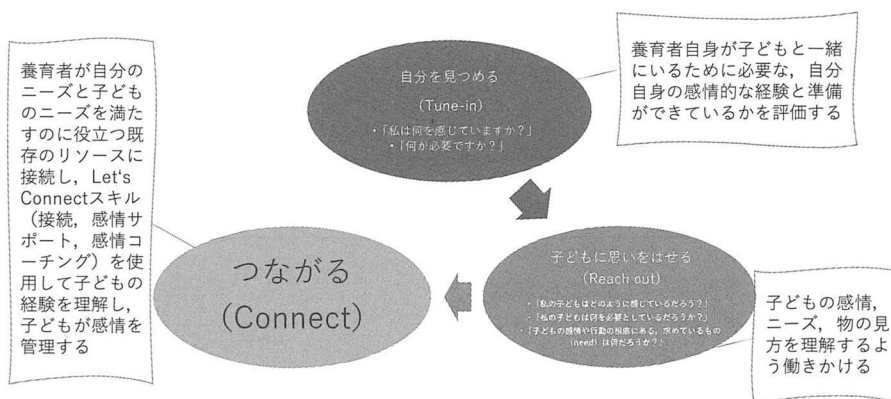 養育者が自分の
ニーズと子ども
のニーズを満た
すのに役立つ既
存のリソースに
接続し，Let's
Connectスキル
（接続，感情サ
ポート，感情コ
ーチング）を使
用して子どもの
経験を理解し，
子どもが感情を
管理する
自分を見つめる
(Tune-in)
・「私は何を感じていますか？」
・「何が必要ですか？」
養育者自身が子どもと一緒
にいるために必要な，自分
自身の感情的な経験と準備
ができているかを評価する
子どもに思いをはせる
(Reach out)
・「私の子どもはどのように感じているだろう？」
・「私の子どもは何を必要としているだろうか？」
・「子どもの感情や行動の根底にある，求めているもの
(need) は何だろうか？」
子どもの感情，
ニーズ，物の見
方を理解するよ
う働きかける
つながる
(Connect)